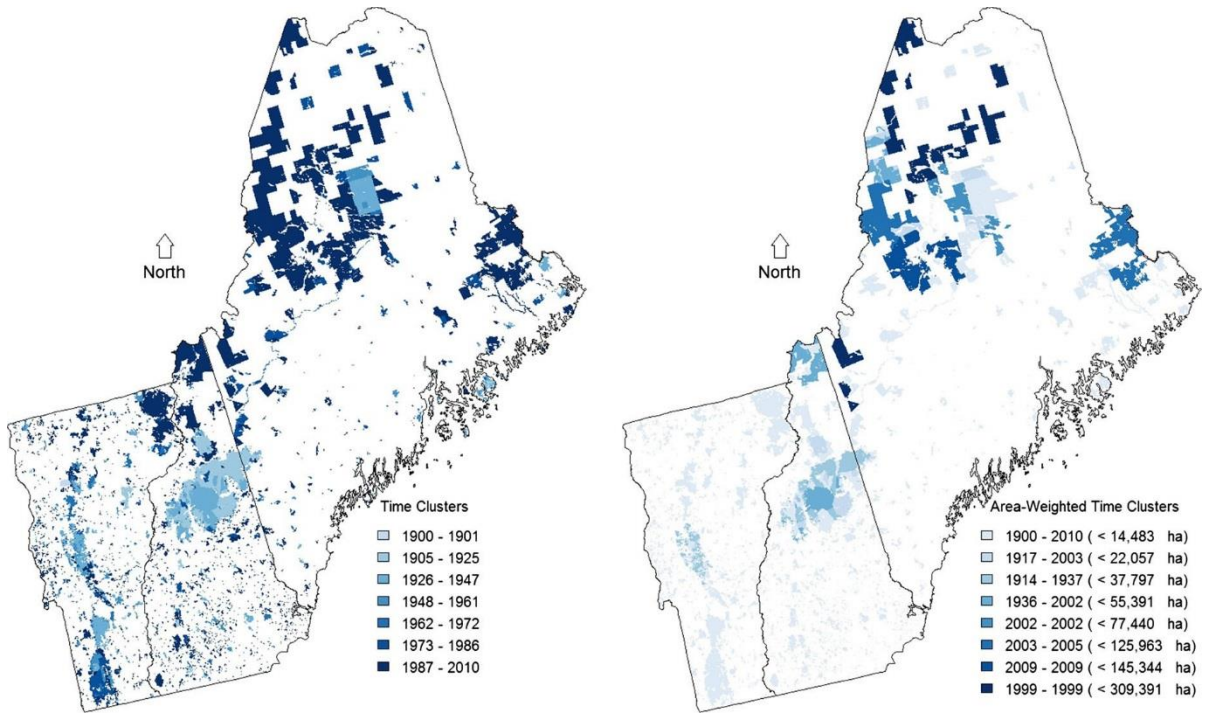 North
Time Clusters
1900 - 1901
1905 - 1925
1926 - 1947
1948 - 1961
1962 - 1972
1973 - 1986
1987 - 2010
North
Area-Weighted Time Clusters
1900 - 2010 ( < 14,483 ha)
1917 - 2003 ( < 22,057 ha)
1914 - 1937 ( < 37,797 ha)
1936 - 2002 ( < 55,391 ha)
2002 - 2002 ( < 77,440 ha)
2003 - 2005 ( < 125,963 ha)
2009 - 2009 ( < 145,344 ha)
1999 - 1999 ( < 309,391 ha)